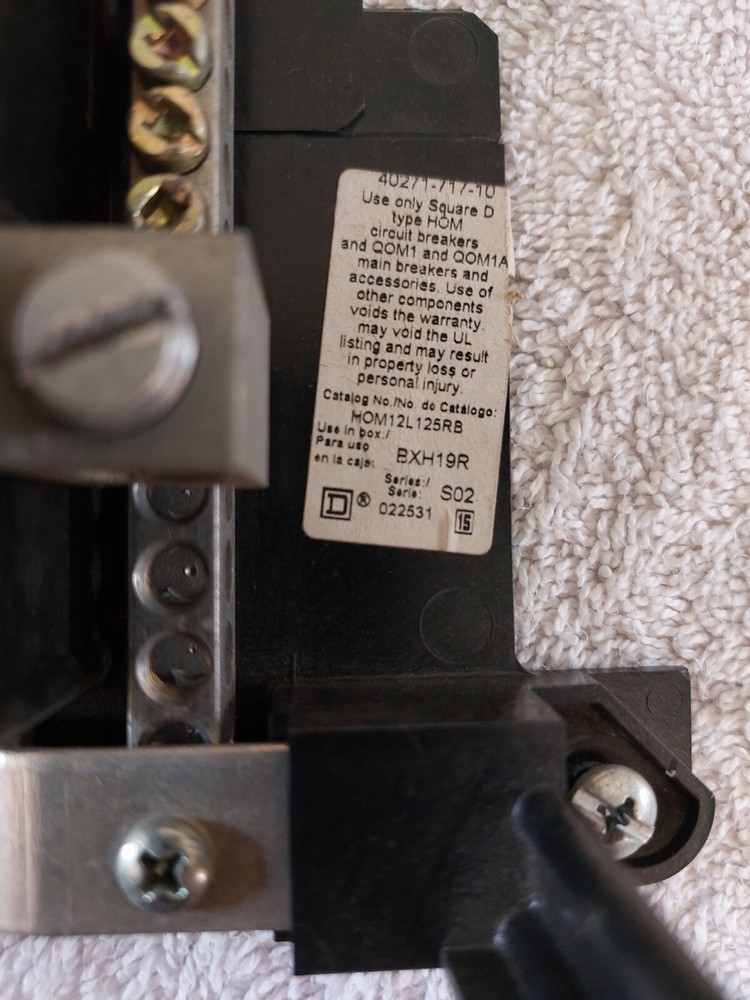 40271-717-10
Use only Square D
type HOM
circuit breakers
and QOM1 and QOM1A
main breakers and
accessories. Use of
other components
voids the warranty.
may void the UL
listing and may result
in property loss or
personal injury.
Catalog No./No. do Catálogo:
HOM12L125RB
Use in box:/
Para uso
en la caja: BXH19R
Series:/
Serie: S02
D ® 022531 15